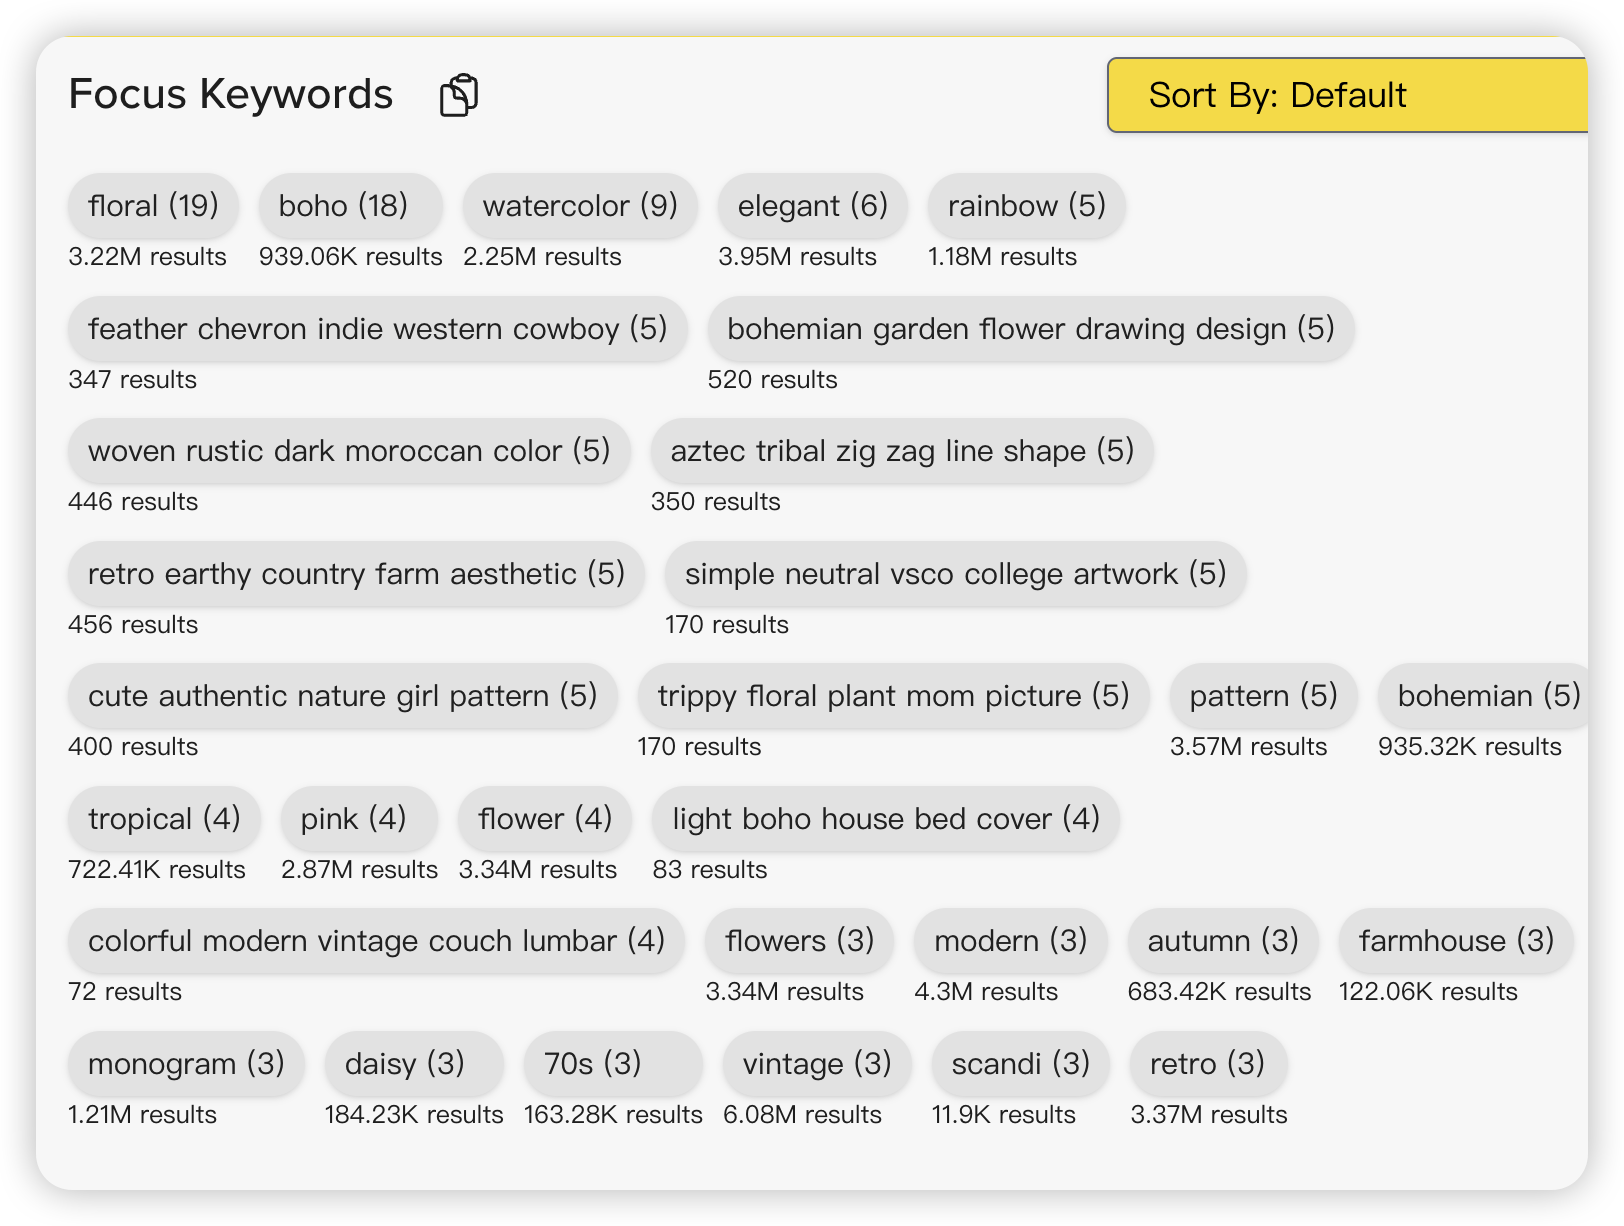 Focus Keywords
Sort By: Default
floral (19) boho (18) watercolor (9) elegant (6) rainbow (5)
3.22M results 939.06K results 2.25M results 3.95M results 1.18M results
feather chevron indie western cowboy (5) bohemian garden flower drawing design (5)
347 results 520 results
woven rustic dark moroccan color (5) aztec tribal zig zag line shape (5)
446 results 350 results
retro earthy country farm aesthetic (5) simple neutral vsco college artwork (5)
456 results 170 results
cute authentic nature girl pattern (5) trippy floral plant mom picture (5) pattern (5) bohemian (5)
400 results 170 results 3.57M results 935.32K results
tropical (4) pink (4) flower (4) light boho house bed cover (4)
722.41K results 2.87M results 3.34M results 83 results
colorful modern vintage couch lumbar (4) flowers (3) modern (3) autumn (3) farmhouse (3)
72 results 3.34M results 4.3M results 683.42K results 122.06K results
monogram (3) daisy (3) 70s (3) vintage (3) scandi (3) retro (3)
1.21M results 184.23K results 163.28K results 6.08M results 11.9K results 3.37M results